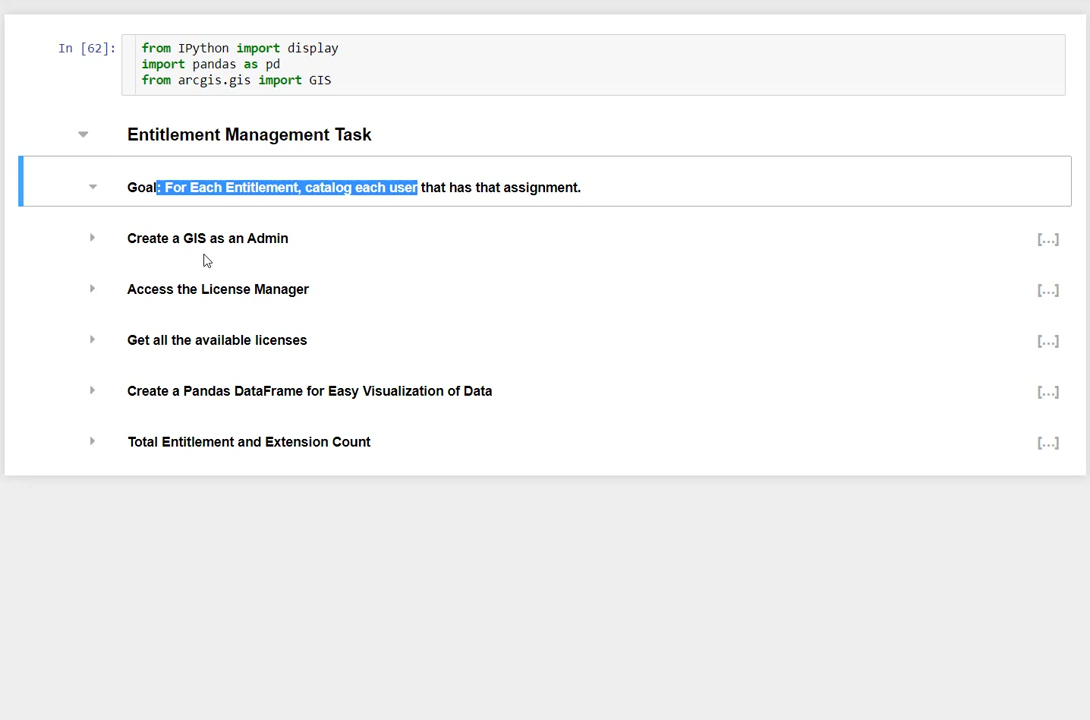 In [62]:
from IPython import display
import pandas as pd
from arcgis.gis import GIS
Entitlement Management Task
Goal: For Each Entitlement, catalog each user that has that assignment.
Create a GIS as an Admin
[...]
Access the License Manager
[...]
Get all the available licenses
[...]
Create a Pandas DataFrame for Easy Visualization of Data
[...]
Total Entitlement and Extension Count
[...]